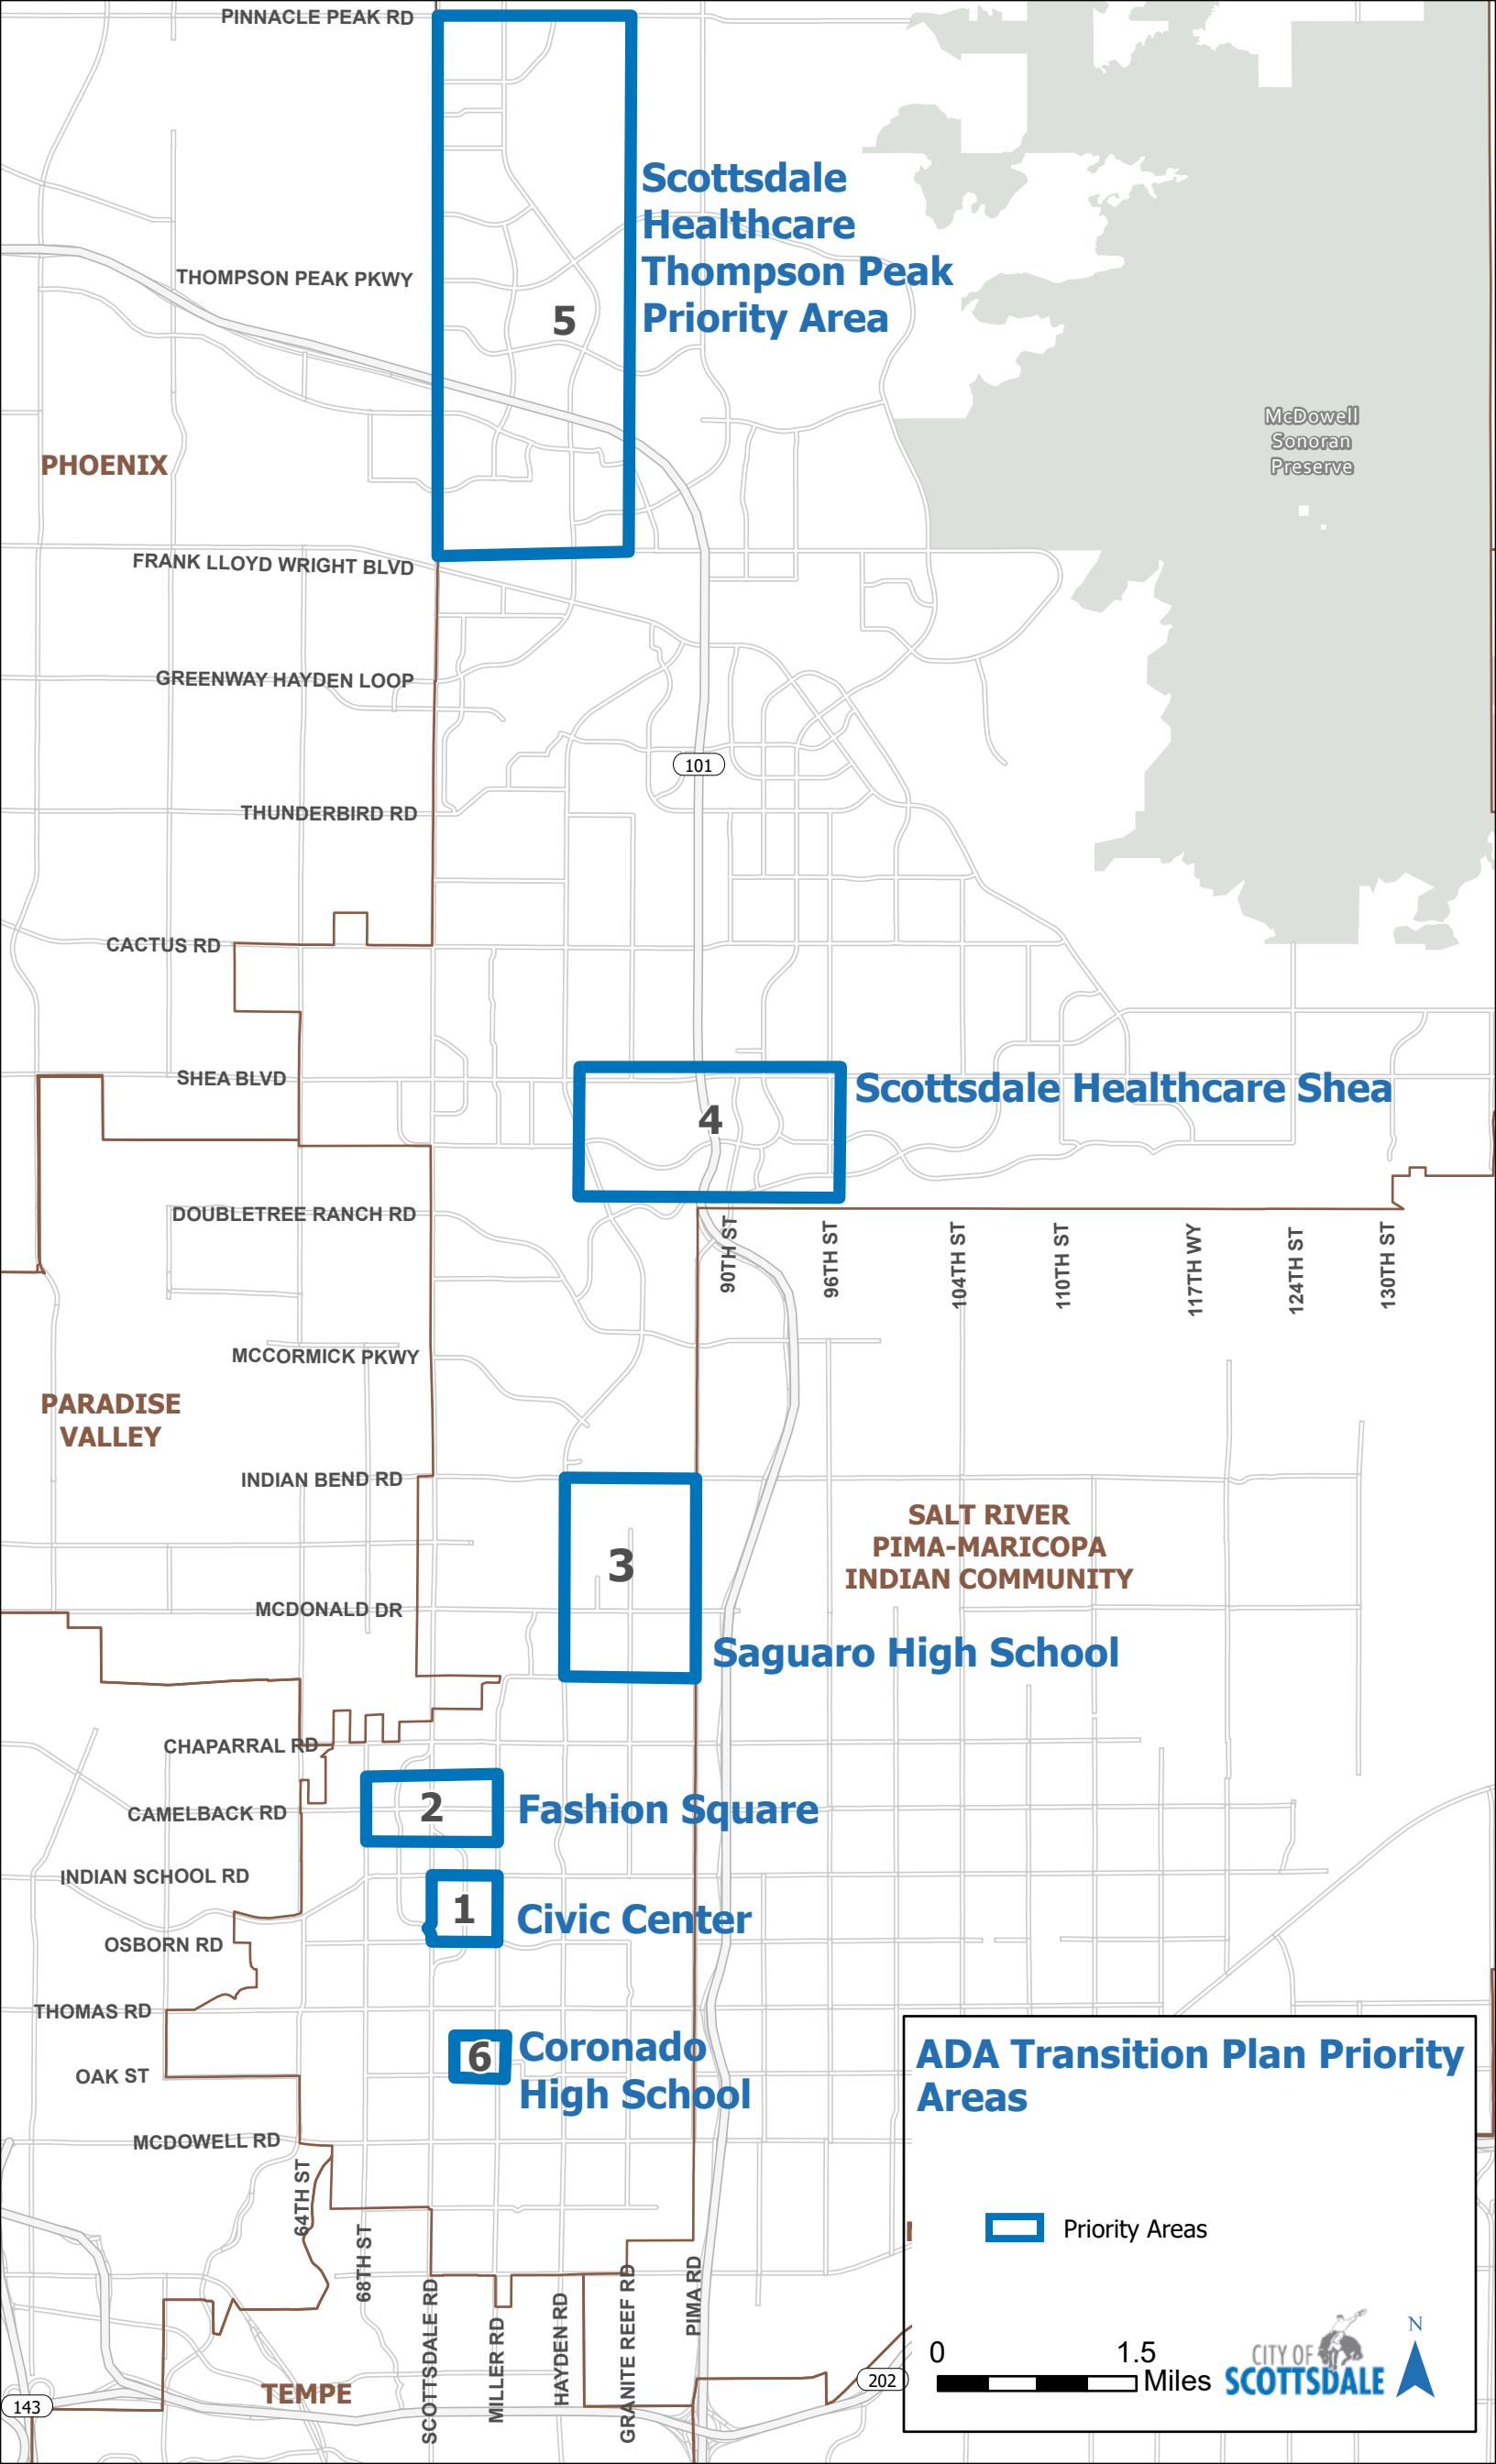 PINNACLE PEAK RD
Scottsdale
Healthcare
Thompson Peak
Priority Area
THOMPSON PEAK PKWY
5
McDowell
Sonoran
Preserve
PHOENIX
FRANK LLOYD WRIGHT BLVD
GREENWAY HAYDEN LOOP
101
THUNDERBIRD RD
CACTUS RD
SHEA BLVD
Scottsdale Healthcare Shea
4
DOUBLETREE RANCH RD
90TH ST
96TH ST
104TH ST
110TH ST
117TH WY
124TH ST
130TH ST
MCCORMICK PKWY
PARADISE
VALLEY
INDIAN BEND RD
SALT RIVER
PIMA-MARICOPA
INDIAN COMMUNITY
3
MCDONALD DR
Saguaro High School
CHAPARRAL RD
2
Fashion Square
CAMELBACK RD
INDIAN SCHOOL RD
1
Civic Center
OSBORN RD
THOMAS RD
6
Coronado
High School
OAK ST
MCDOWELL RD
64TH ST
68TH ST
SCOTTSDALE RD
MILLER RD
HAYDEN RD
GRANITE REEF RD
PIMA RD
TEMPE
143
202
ADA Transition Plan Priority
Areas
Priority Areas
0 1.5
Miles
CITY OF
SCOTTSDALE
N